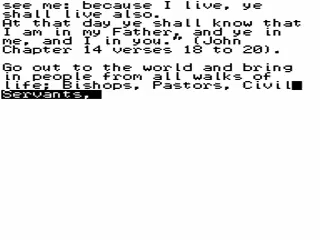 see me: because I live, ye
shall live also.
At that day ye shall know that
I am in my Father, and ye in
me, and I in you." (John
Chapter 14 verses 18 to 20).
Go out to the world and bring
in people from all walks of
life; Bishops, Pastors, Civil
Servants,